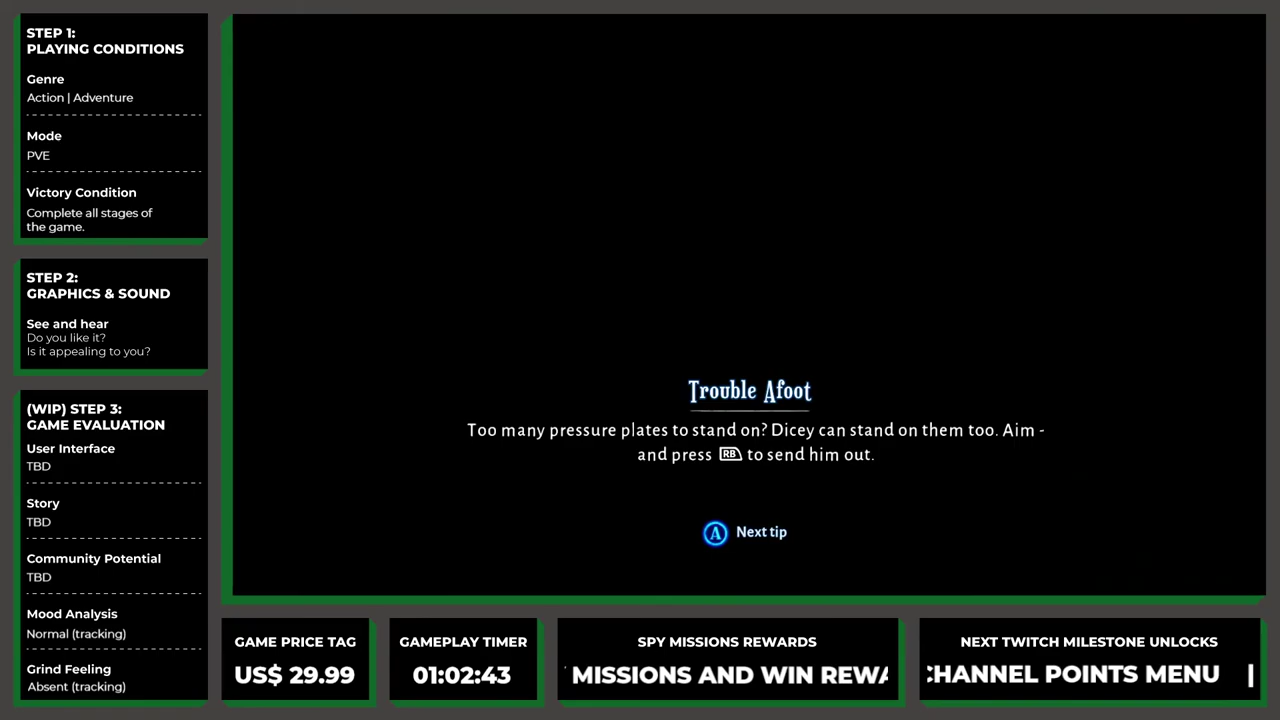 STEP 1:
PLAYING CONDITIONS
Genre
Action | Adventure
Mode
PVE
Victory Condition
Complete all stages of
the game.
STEP 2:
GRAPHICS & SOUND
See and hear
Do you like it?
Is it appealing to you?
(WIP) STEP 3:
GAME EVALUATION
User Interface
TBD
Story
TBD
Community Potential
TBD
Mood Analysis
Normal (tracking)
Grind Feeling
Absent (tracking)
Trouble Afoot
Too many pressure plates to stand on? Dicey can stand on them too. Aim -
and press RB to send him out.
A Next tip
GAME PRICE TAG
US$ 29.99
GAMEPLAY TIMER
01:02:43
SPY MISSIONS REWARDS
MISSIONS AND WIN REWA
NEXT TWITCH MILESTONE UNLOCKS
CHANNEL POINTS MENU |